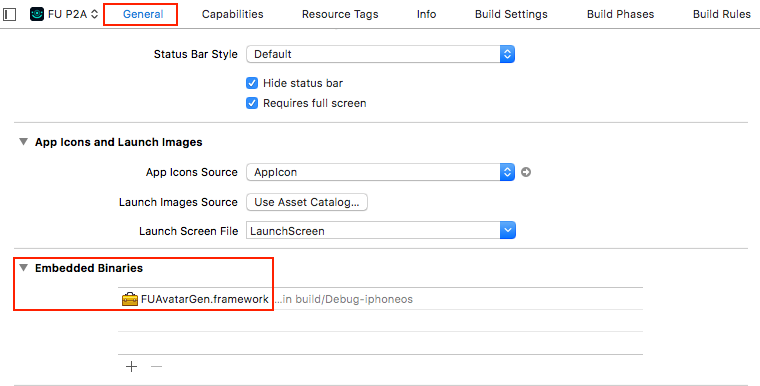 FU P2A General Capabilities Resource Tags Info Build Settings Build Phases Build Rules
Status Bar Style Default
Hide status bar
Requires full screen
App Icons and Launch Images
App Icons Source AppIcon
Launch Images Source Use Asset Catalog...
Launch Screen File LaunchScreen
Embedded Binaries
FUAvatarGen.framework ...in build/Debug-iphoneos